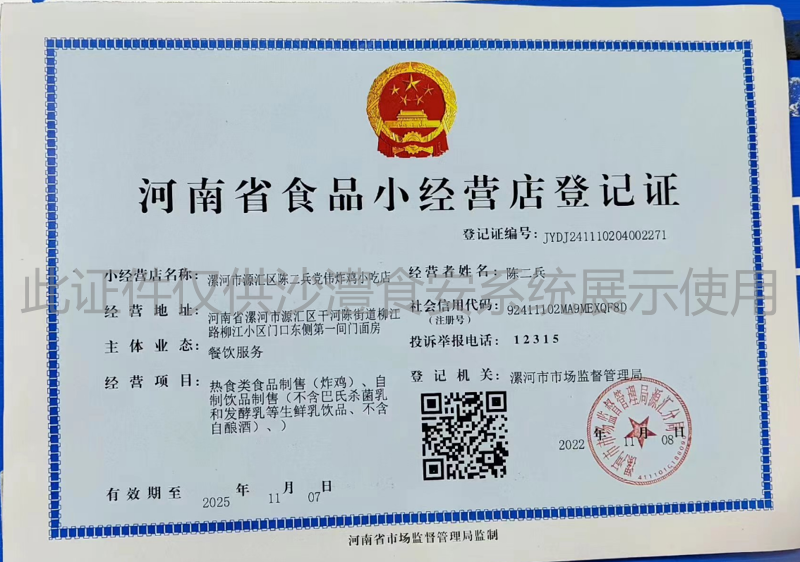 河南省食品小经营店登记证
登记证编号：JYDJ241110204002271
小经营店名称：漯河市源汇区陈二兵党伟炸鸡小吃店
经营者姓名：陈二兵
此证件仅供沙澧食安系统展示使用
经营地址：河南省漯河市源汇区干河陈街道柳江
路柳江小区门口东侧第一间门面房
社会信用代码：92411102MA9MEXQF8D
（注册号）
主体业态：餐饮服务
投诉举报电话：12315
经营项目：热食类食品制售（炸鸡）、自
制饮品制售（不含巴氏杀菌乳
和发酵乳等生鲜乳饮品、不含
自酿酒）、）
登记机关：漯河市市场监督管理局
2022 年 11 月 08 日
有效期至 2025 年 11 月 07 日
河南省市场监督管理局监制